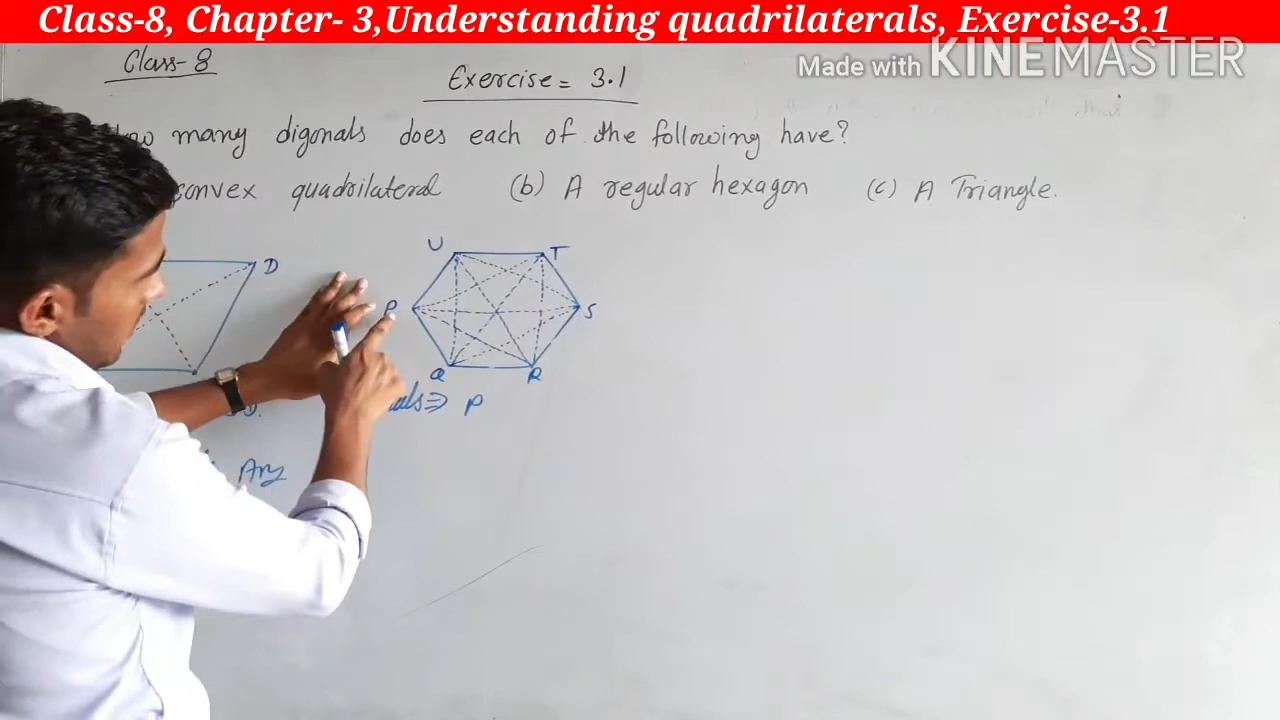 Class-8, Chapter- 3,Understanding quadrilaterals, Exercise-3.1
Made with KINEMASTER
Class- 8
Exercise = 3.1
many digonals does each of the following have?
convex quadrilateral (b) A regular hexagon (c) A Triangle.
D
U T
P S
Q R
⇒ P
Ans